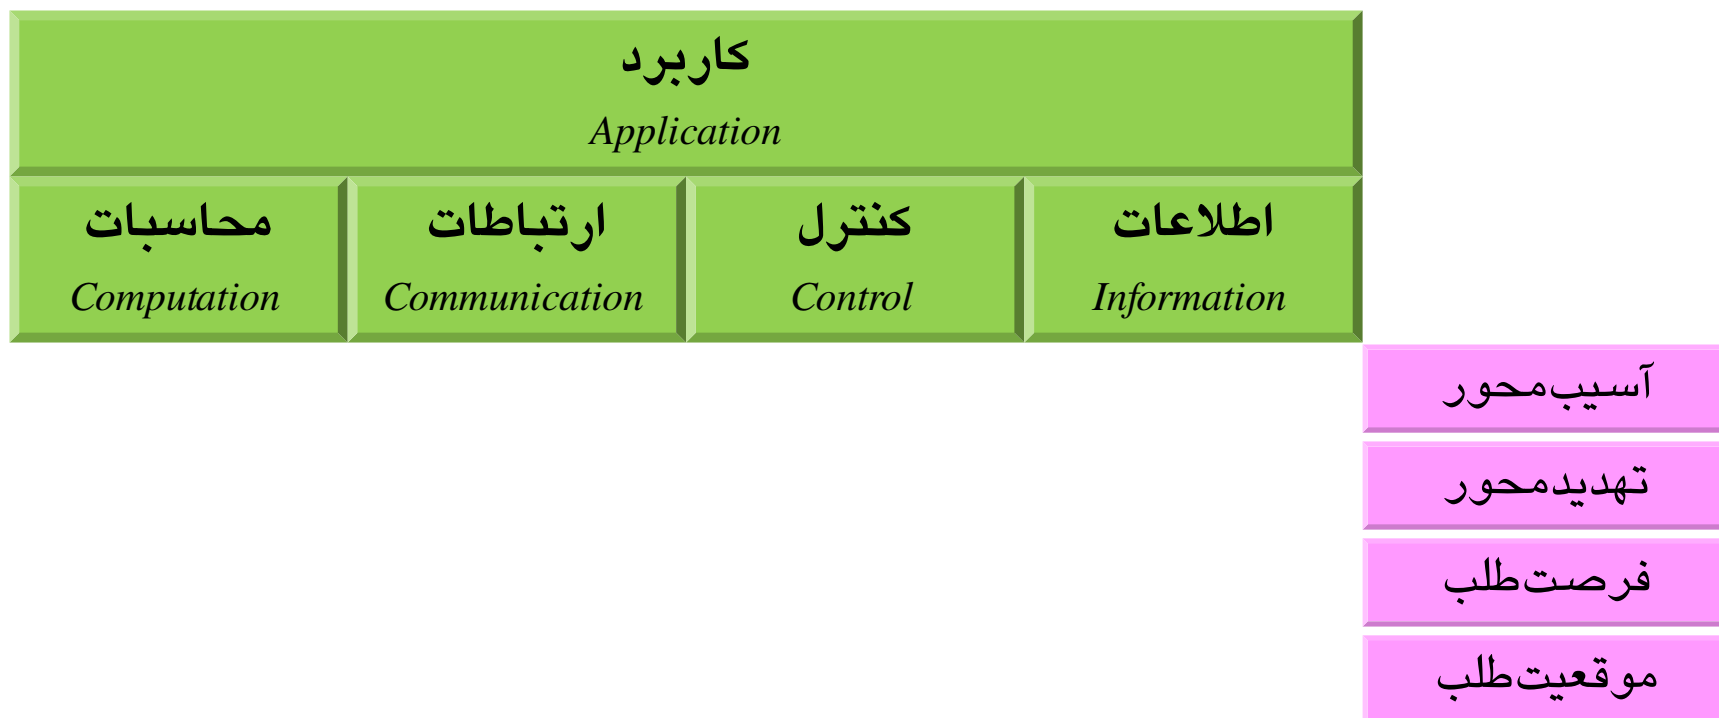 کاربرد
Application
اطلاعات
کنترل
ارتباطات
محاسبات
Information
Control
Communication
Computation
آسیب‌محور
تهدیدمحور
فرصت‌طلب
موقعیت‌طلب